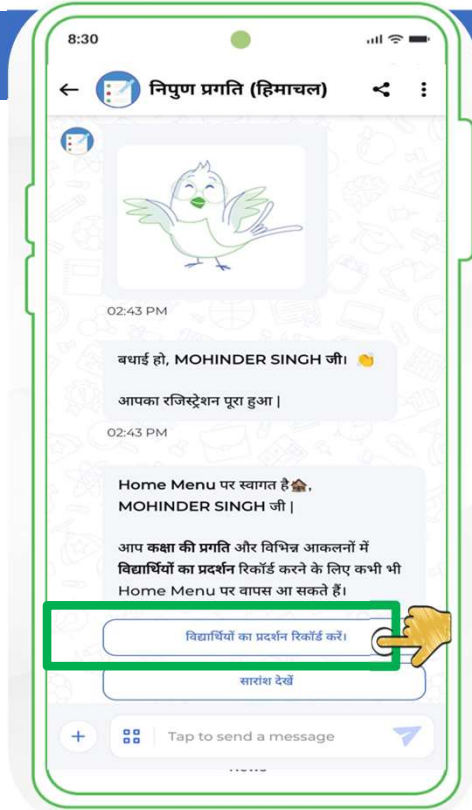 8:30
निपुण प्रगति (हिमाचल)
02:43 PM
बधाई हो, MOHINDER SINGH जी। 👏
आपका रजिस्ट्रेशन पूरा हुआ |
02:43 PM
Home Menu पर स्वागत है🏚,
MOHINDER SINGH जी |
आप कक्षा की प्रगति और विभिन्न आकलनों में
विद्यार्थियों का प्रदर्शन रिकॉर्ड करने के लिए कभी भी
Home Menu पर वापस आ सकते हैं।
विद्यार्थियों का प्रदर्शन रिकॉर्ड करें।
सारांश देखें
Tap to send a message